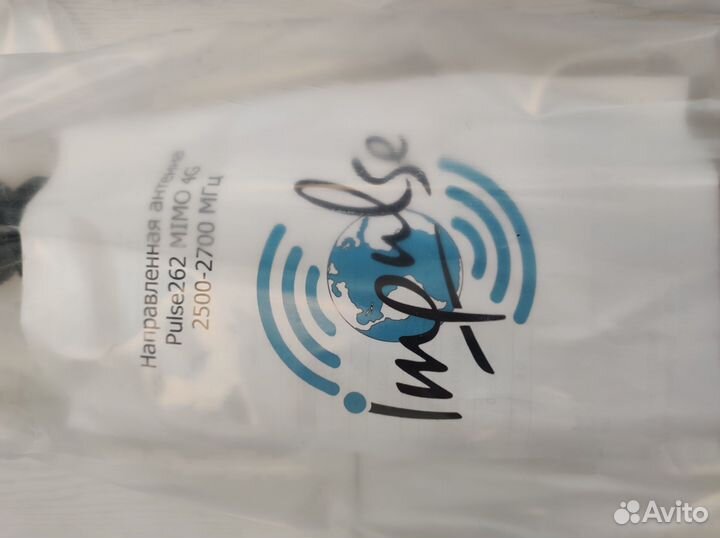 Направленная антенна
Pulse262 MIMO 4G
2500-2700 МГц
impulse
Avito